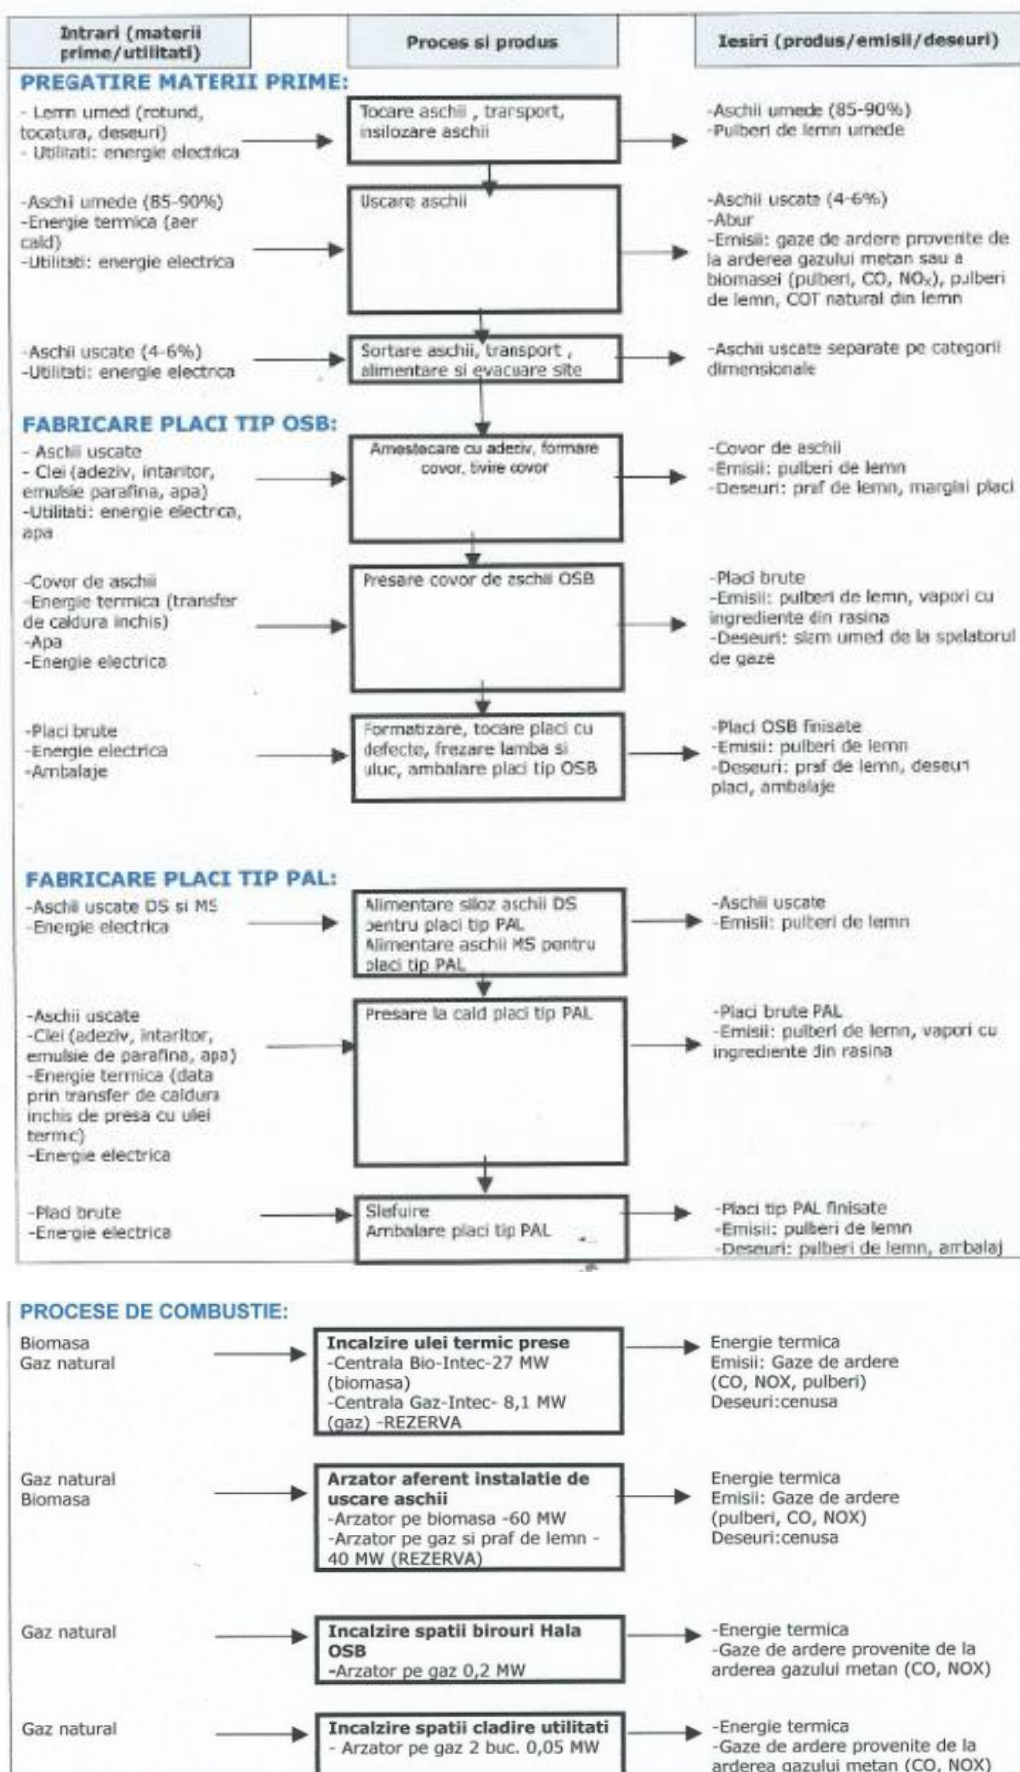 Intrari (materii
prime/utilitati)
Proces si produs
Iesiri (produs/emisii/deseuri)
PREGATIRE MATERII PRIME:
- Lemn umed (rotund,
tocatura, deseuri)
- Utilitati: energie electrica
Tocare aschii , transport,
insilozare aschii
-Aschii umede (85-90%)
-Pulberi de lemn umede
-Aschii umede (85-90%)
-Energie termica (aer
cald)
-Utilitati: energie electrica
Uscare aschii
-Aschii uscate (4-6%)
-Abur
-Emisii: gaze de ardere provenite de
la arderea gazului metan sau a
biomasei (pulberi, CO, NOx), pulberi
de lemn, COT natural din lemn
-Aschii uscate (4-6%)
-Utilitati: energie electrica
Sortare aschii, transport ,
alimentare si evacuare site
-Aschii uscate separate pe categorii
dimensionale
FABRICARE PLACI TIP OSB:
- Aschii uscate
- Clei (adeziv, intaritor,
emulsie parafina, apa)
-Utilitati: energie electrica,
apa
Amestecare cu adeziv, formare
covor, tivire covor
-Covor de aschii
-Emisii: pulberi de lemn
-Deseuri: praf de lemn, margini placi
-Covor de aschii
-Energie termica (transfer
de caldura inchis)
-Apa
-Energie electrica
Presare covor de aschii OSB
-Placi brute
-Emisii: pulberi de lemn, vapori cu
ingrediente din rasina
-Deseuri: slam umed de la spalatorul
de gaze
-Placi brute
-Energie electrica
-Ambalaje
Formatizare, tocare placi cu
defecte, frezare lamba si
uluc, ambalare placi tip OSB
-Placi OSB finisate
-Emisii: pulberi de lemn
-Deseuri: praf de lemn, deseuri
placi, ambalaje
FABRICARE PLACI TIP PAL:
-Aschii uscate DS si MS
-Energie electrica
Alimentare siloz aschii DS
pentru placi tip PAL
Alimentare aschii MS pentru
placi tip PAL
-Aschii uscate
-Emisii: pulberi de lemn
-Aschii uscate
-Clei (adeziv, intaritor,
emulsie de parafina, apa)
-Energie termica (data
prin transfer de caldura
inchis de presa cu ulei
termic)
-Energie electrica
Presare la cald placi tip PAL
-Placi brute PAL
-Emisii: pulberi de lemn, vapori cu
ingrediente din rasina
-Placi brute
-Energie electrica
Slefuire
Ambalare placi tip PAL
-Placi tip PAL finisate
-Emisii: pulberi de lemn
-Deseuri: pulberi de lemn, ambalaj
PROCESE DE COMBUSTIE:
Biomasa
Gaz natural
Incalzire ulei termic prese
-Centrala Bio-Intec-27 MW
(biomasa)
-Centrala Gaz-Intec- 8,1 MW
(gaz) -REZERVA
Energie termica
Emisii: Gaze de ardere
(CO, NOX, pulberi)
Deseuri:cenusa
Gaz natural
Biomasa
Arzator aferent instalatie de
uscare aschii
-Arzator pe biomasa -60 MW
-Arzator pe gaz si praf de lemn -
40 MW (REZERVA)
Energie termica
Emisii: Gaze de ardere
(pulberi, CO, NOX)
Deseuri:cenusa
Gaz natural
Incalzire spatii birouri Hala
OSB
-Arzator pe gaz 0,2 MW
-Energie termica
-Gaze de ardere provenite de la
arderea gazului metan (CO, NOX)
Gaz natural
Incalzire spatii cladire utilitati
- Arzator pe gaz 2 buc. 0,05 MW
-Energie termica
-Gaze de ardere provenite de la
arderea gazului metan (CO, NOX)